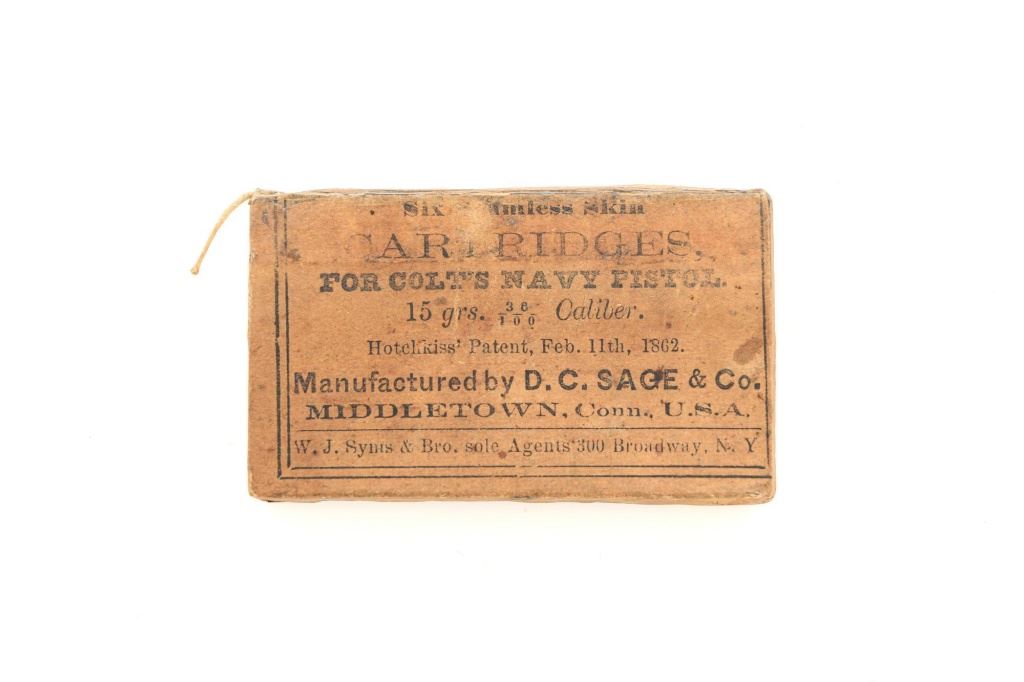 Six Seamless Skin
CARTRIDGES,
FOR COLT'S NAVY PISTOL.
15 grs. 36/100 Caliber.
Hotchkiss' Patent, Feb. 11th, 1862.
Manufactured by D. C. SAGE & Co.
MIDDLETOWN, Conn., U.S.A.
W. J. Syms & Bro. sole Agents 300 Broadway, N. Y